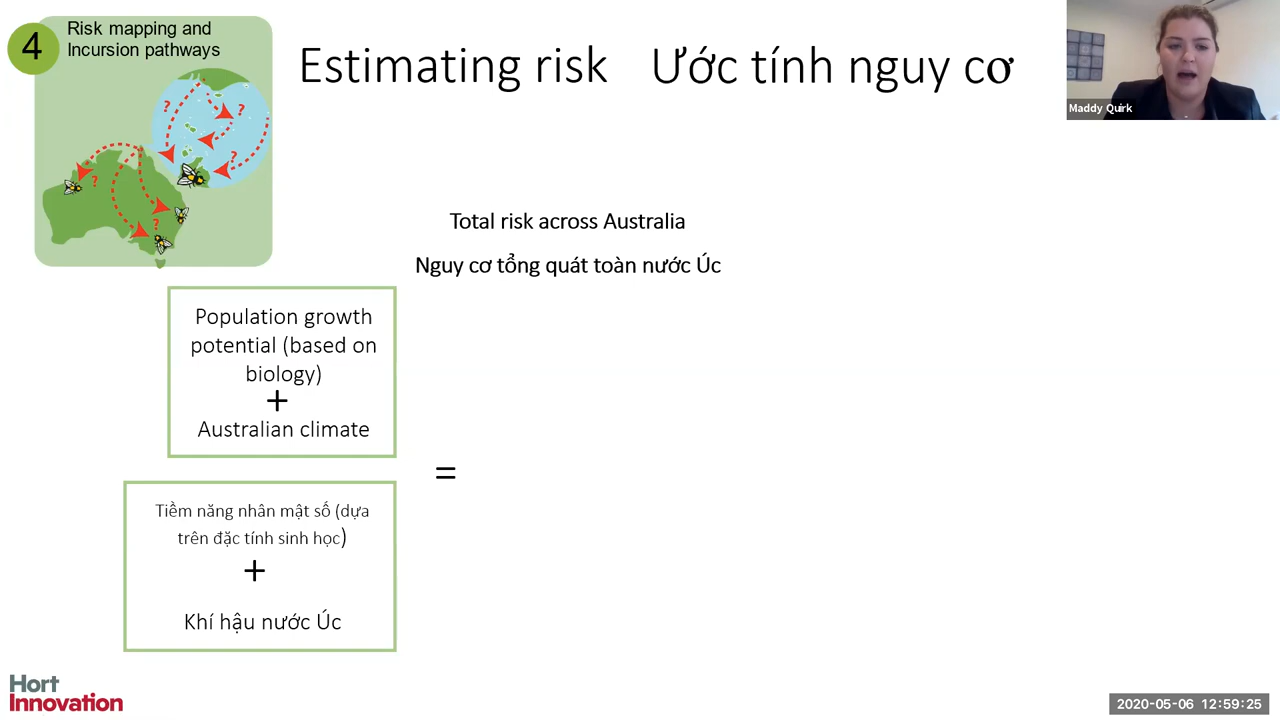 4
Risk mapping and
Incursion pathways
?
?
?
?
?
Estimating risk
Ước tính nguy cơ
Maddy Quirk
Total risk across Australia
Nguy cơ tổng quát toàn nước Úc
Population growth
potential (based on
biology)
+
Australian climate
=
Tiềm năng nhân mật số (dựa
trên đặc tính sinh học)
+
Khí hậu nước Úc
Hort
Innovation
2020-05-06 12:59:25